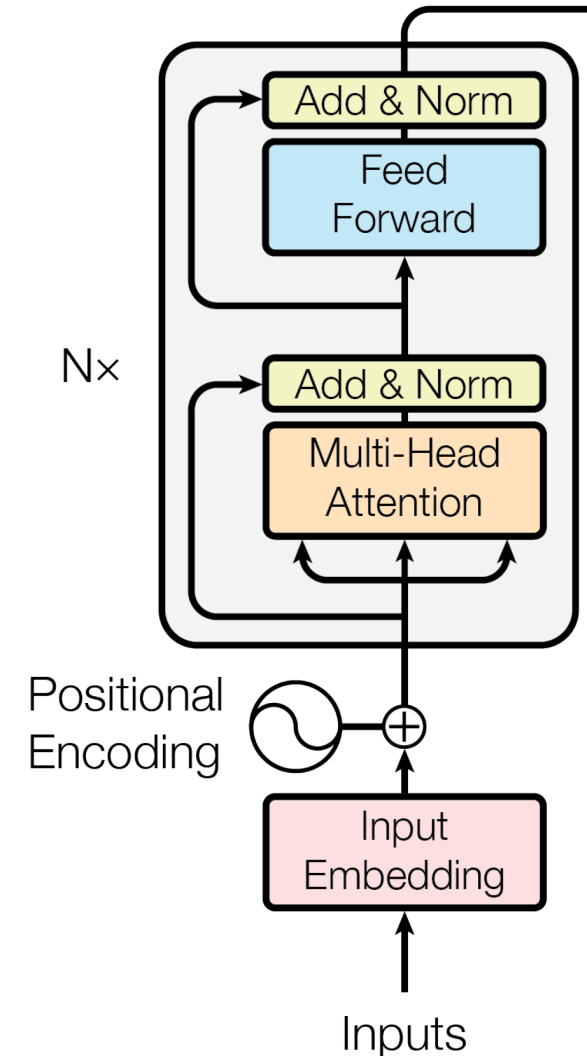 Add & Norm
Feed
Forward
N×
Add & Norm
Multi-Head
Attention
Positional
Encoding
Input
Embedding
Inputs